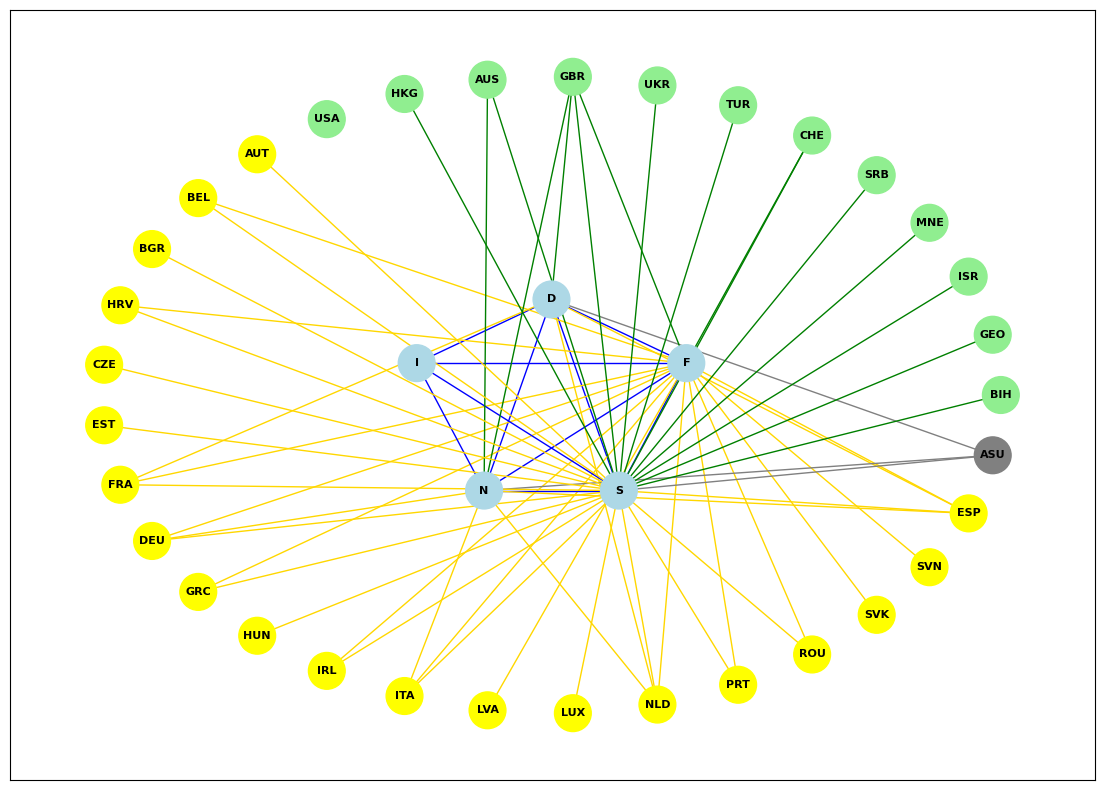 GBR
AUS
UKR
HKG
TUR
USA
CHE
AUT
SRB
BEL
MNE
BGR
ISR
D
HRV
GEO
I
F
CZE
BIH
EST
ASU
FRA
N
S
ESP
DEU
SVN
GRC
SVK
HUN
ROU
IRL
PRT
ITA
NLD
LVA
LUX